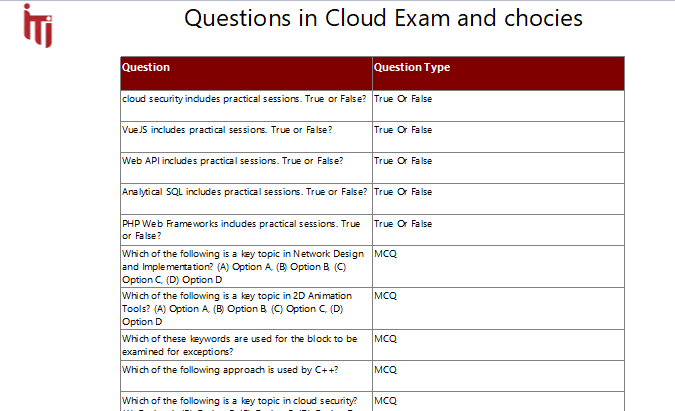 iTi
Questions in Cloud Exam and chocies
Question Question Type
cloud security includes practical sessions. True or False? True Or False
VueJS includes practical sessions. True or False? True Or False
Web API includes practical sessions. True or False? True Or False
Analytical SQL includes practical sessions. True or False? True Or False
PHP Web Frameworks includes practical sessions. True True Or False
or False?
Which of the following is a key topic in Network Design MCQ
and Implementation? (A) Option A, (B) Option B, (C)
Option C, (D) Option D
Which of the following is a key topic in 2D Animation MCQ
Tools? (A) Option A, (B) Option B, (C) Option C, (D)
Option D
Which of these keywords are used for the block to be MCQ
examined for exceptions?
Which of the following approach is used by C++? MCQ
Which of the following is a key topic in cloud security? MCQ